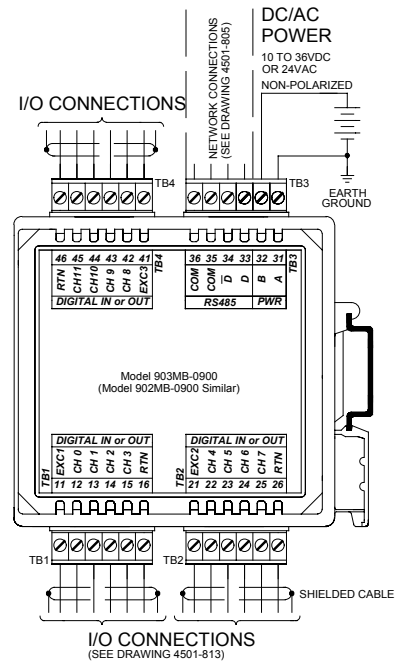 DC/AC
POWER
10 TO 36VDC
OR 24VAC
NON-POLARIZED
NETWORK CONNECTIONS
(SEE DRAWING 4501-805)
I/O CONNECTIONS
TB4
TB3
EARTH
GROUND
46 45 44 43 42 41
RTN CH11 CH10 CH 9 CH 8 EXC3
TB4
DIGITAL IN or OUT
36 35 34 33 32 31
COM COM D D B A
TB3
RS485 PWR
Model 903MB-0900
(Model 902MB-0900 Similar)
DIGITAL IN or OUT
TB1
EXC1 CH 0 CH 1 CH 2 CH 3 RTN
11 12 13 14 15 16
DIGITAL IN or OUT
TB2
EXC2 CH 4 CH 5 CH 6 CH 7 RTN
21 22 23 24 25 26
TB1
TB2
SHIELDED CABLE
I/O CONNECTIONS
(SEE DRAWING 4501-813)